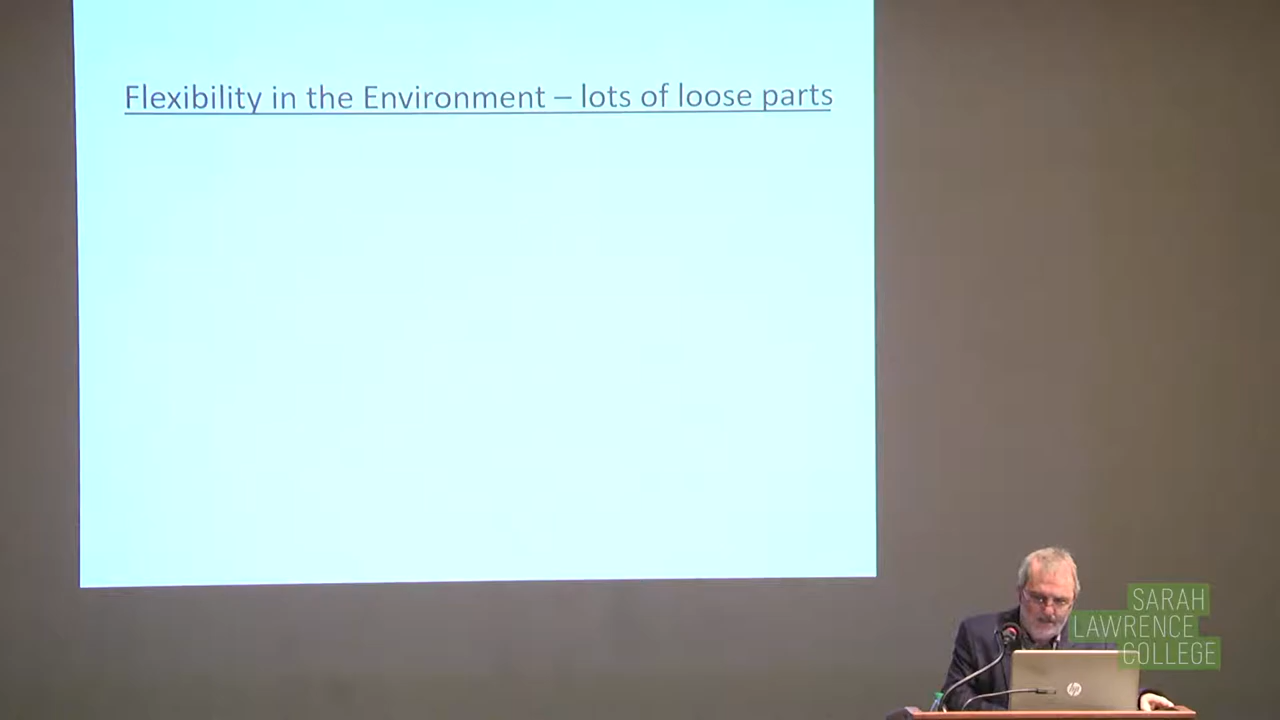 Flexibility in the Environment – lots of loose parts
SARAH
LAWRENCE
COLLEGE
hp